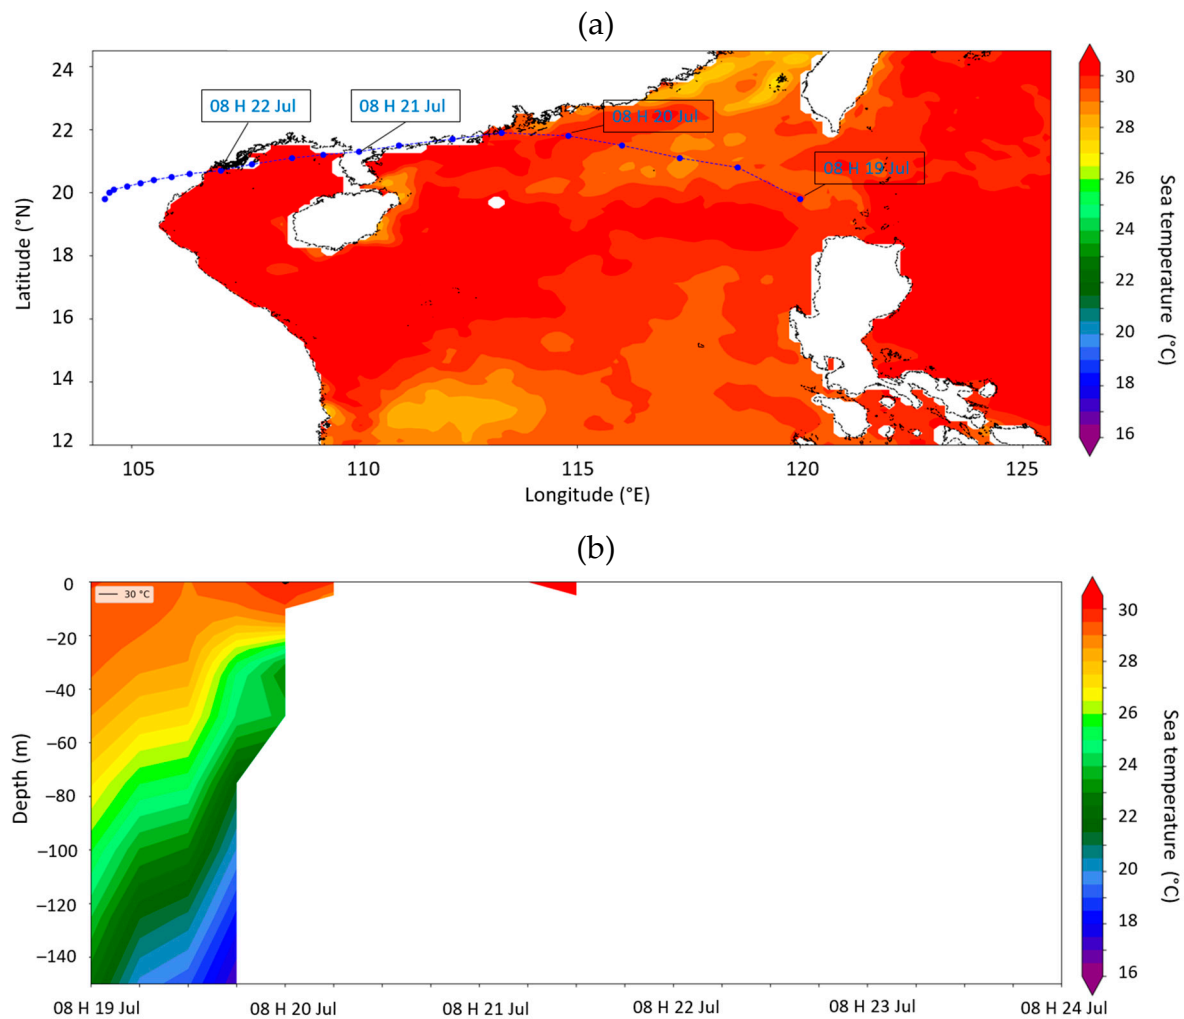 (a)
24
22
20
18
16
14
12
Latitude (°N)
08 H 22 Jul
08 H 21 Jul
08 H 20 Jul
08 H 19 Jul
105
110
115
120
125
Longitude (°E)
30
28
26
24
22
20
18
16
Sea temperature (°C)
(b)
0
−20
−40
−60
−80
−100
−120
−140
Depth (m)
30 °C
08 H 19 Jul
08 H 20 Jul
08 H 21 Jul
08 H 22 Jul
08 H 23 Jul
08 H 24 Jul
30
28
26
24
22
20
18
16
Sea temperature (°C)